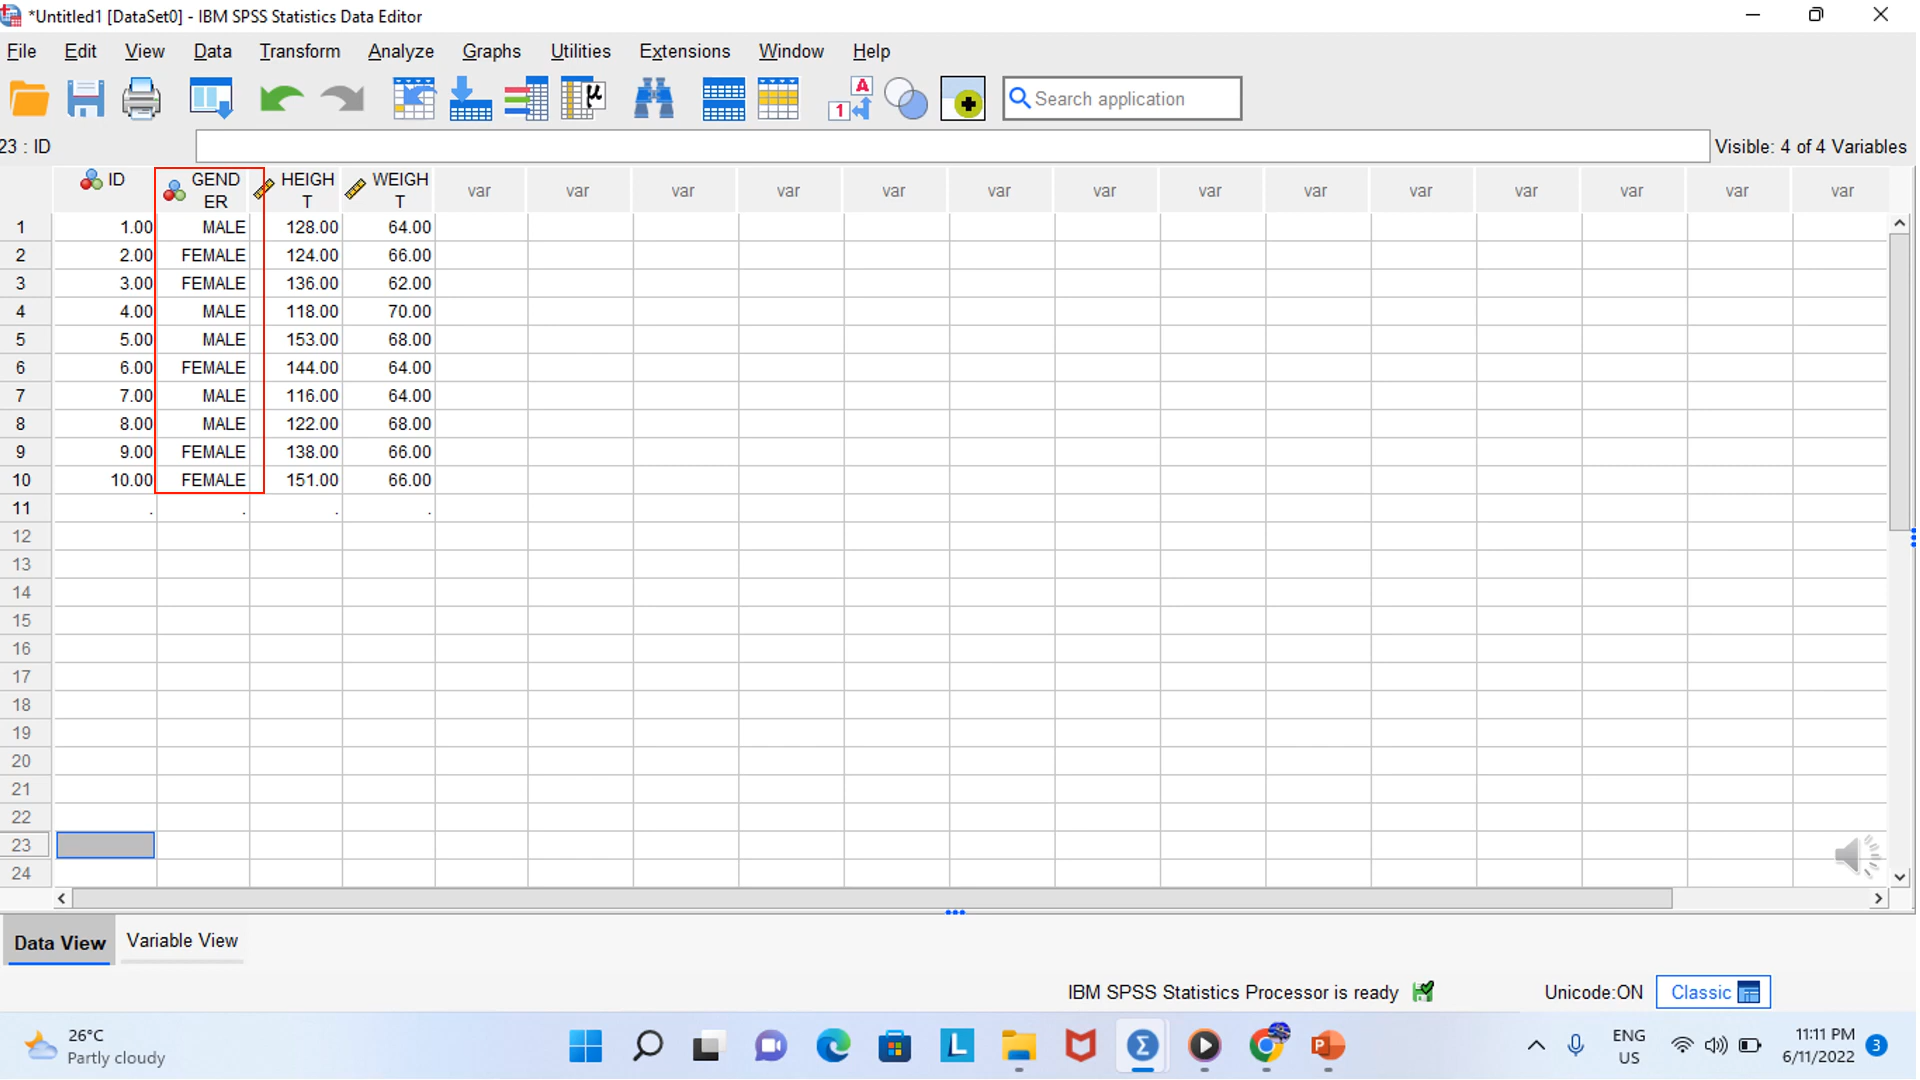 *Untitled1 [DataSet0] - IBM SPSS Statistics Data Editor
File Edit View Data Transform Analyze Graphs Utilities Extensions Window Help
μ A 1 Search application
23 : ID Visible: 4 of 4 Variables
ID GEND HEIGH WEIGH var var var var var var var var var var var var var var
ER T T
1 1.00 MALE 128.00 64.00
2 2.00 FEMALE 124.00 66.00
3 3.00 FEMALE 136.00 62.00
4 4.00 MALE 118.00 70.00
5 5.00 MALE 153.00 68.00
6 6.00 FEMALE 144.00 64.00
7 7.00 MALE 116.00 64.00
8 8.00 MALE 122.00 68.00
9 9.00 FEMALE 138.00 66.00
10 10.00 FEMALE 151.00 66.00
11 . . . .
12
13
14
15
16
17
18
19
20
21
22
23
24
Data View Variable View
IBM SPSS Statistics Processor is ready Unicode:ON Classic
26°C
Partly cloudy
L Σ P
ENG
US
11:11 PM
6/11/2022
3